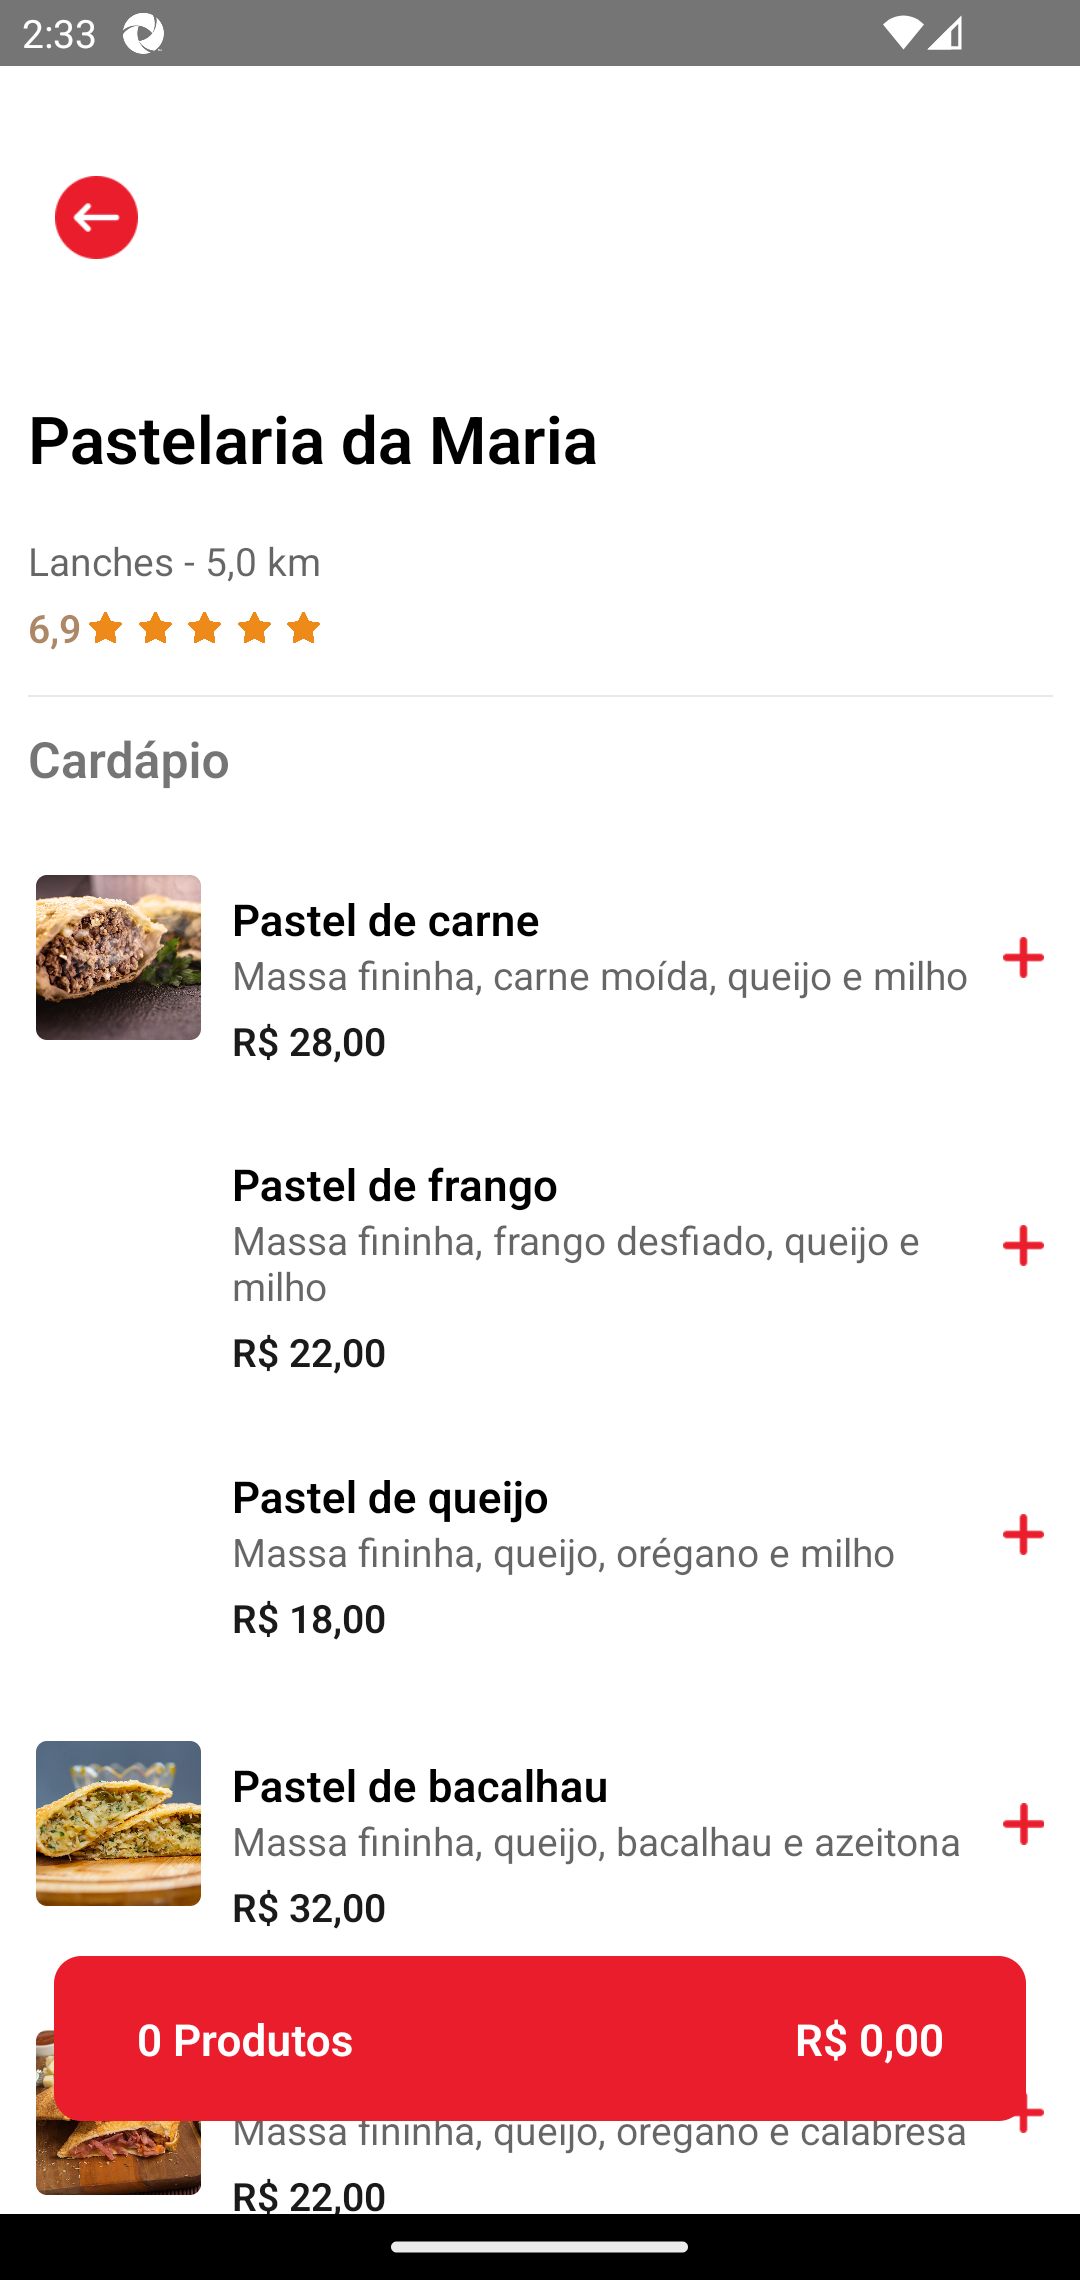 2:33
Pastelaria da Maria
Lanches - 5,0 km
6,9
Cardápio
Pastel de carne
Massa fininha, carne moída, queijo e milho
R$ 28,00
Pastel de frango
Massa fininha, frango desfiado, queijo e
milho
R$ 22,00
Pastel de queijo
Massa fininha, queijo, orégano e milho
R$ 18,00
Pastel de bacalhau
Massa fininha, queijo, bacalhau e azeitona
R$ 32,00
0 Produtos R$ 0,00
Massa fininha, queijo, orégano e calabresa
R$ 22,00